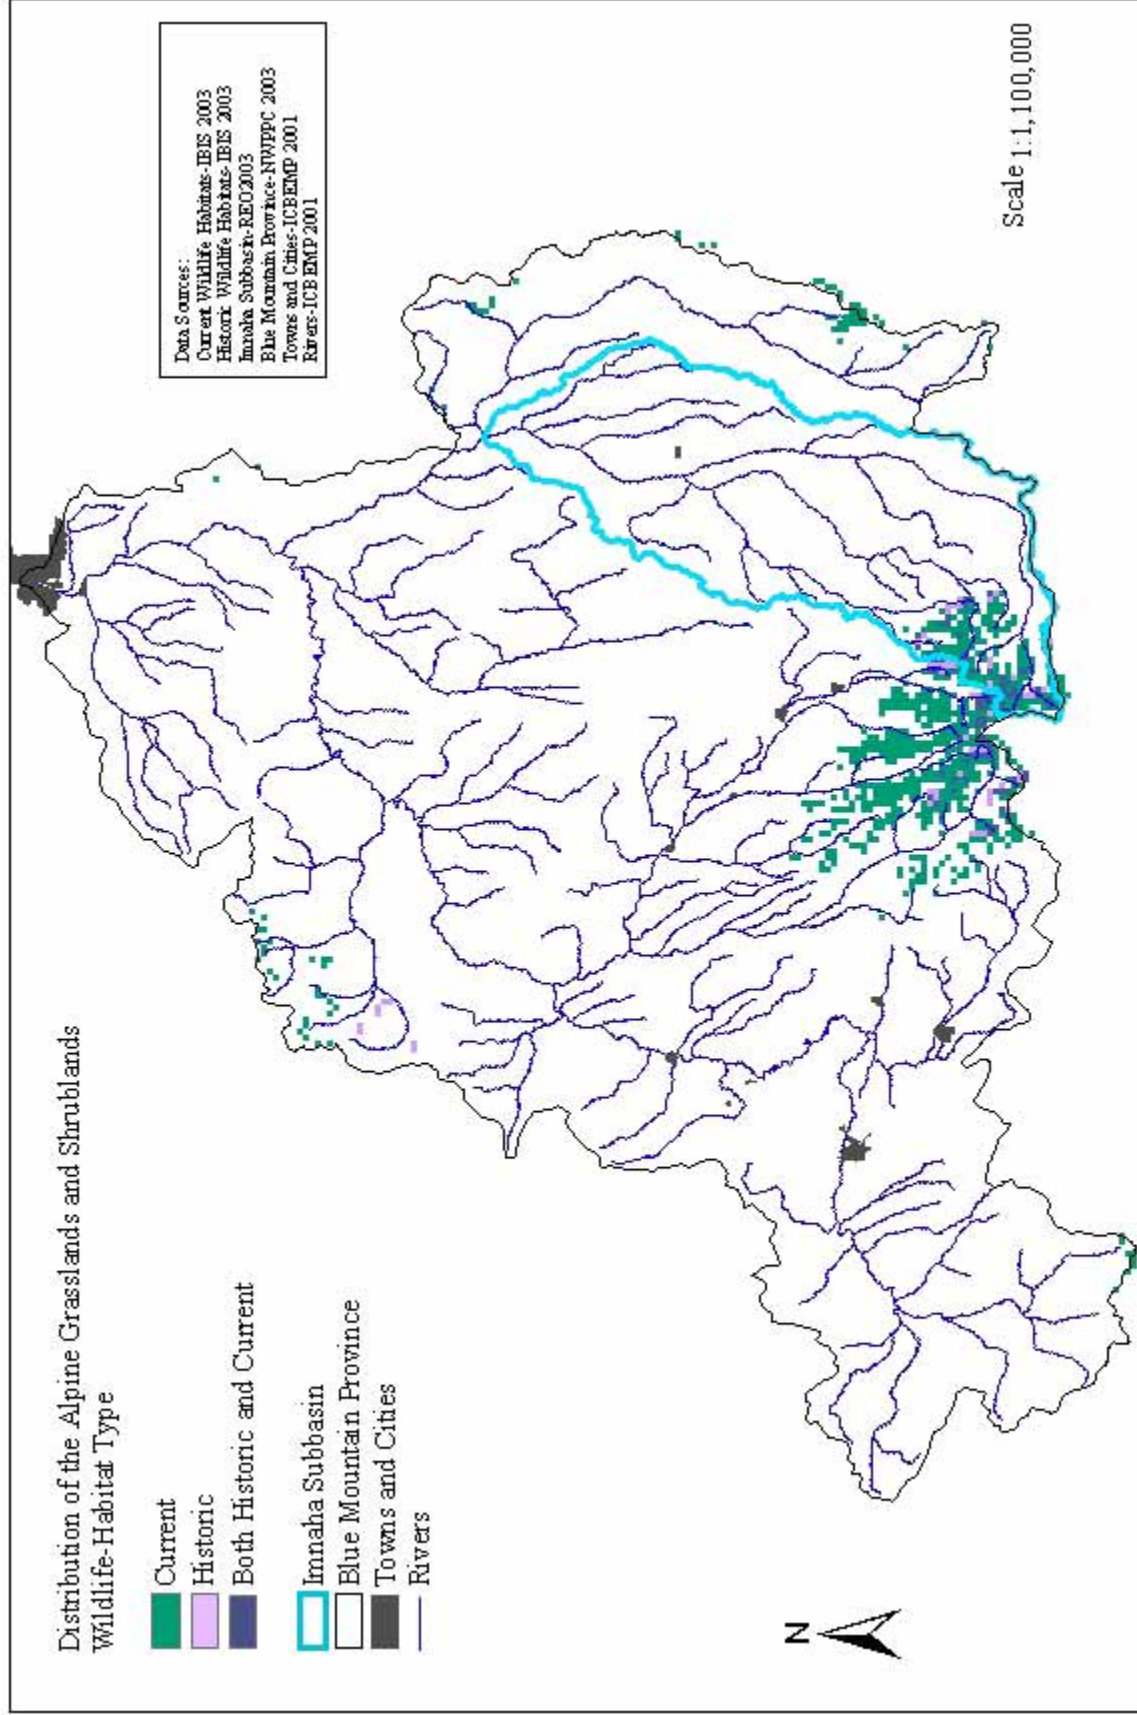 Distribution of the Alpine Grasslands and Shrublands
Wildlife-Habitat Type
Current
Historic
Both Historic and Current
Imnaha Subbasin
Blue Mountain Province
Towns and Cities
Rivers
N
Data Sources:
Current Wildlife Habitats-IBIS 2003
Historic Wildlife Habitats-IBIS 2003
Imnaha Subbasin-REO2003
Blue Mountain Province-NWPPC 2003
Towns and Cities-ICBEMP 2001
Rivers-ICBEMP 2001
Scale 1:1,100,000